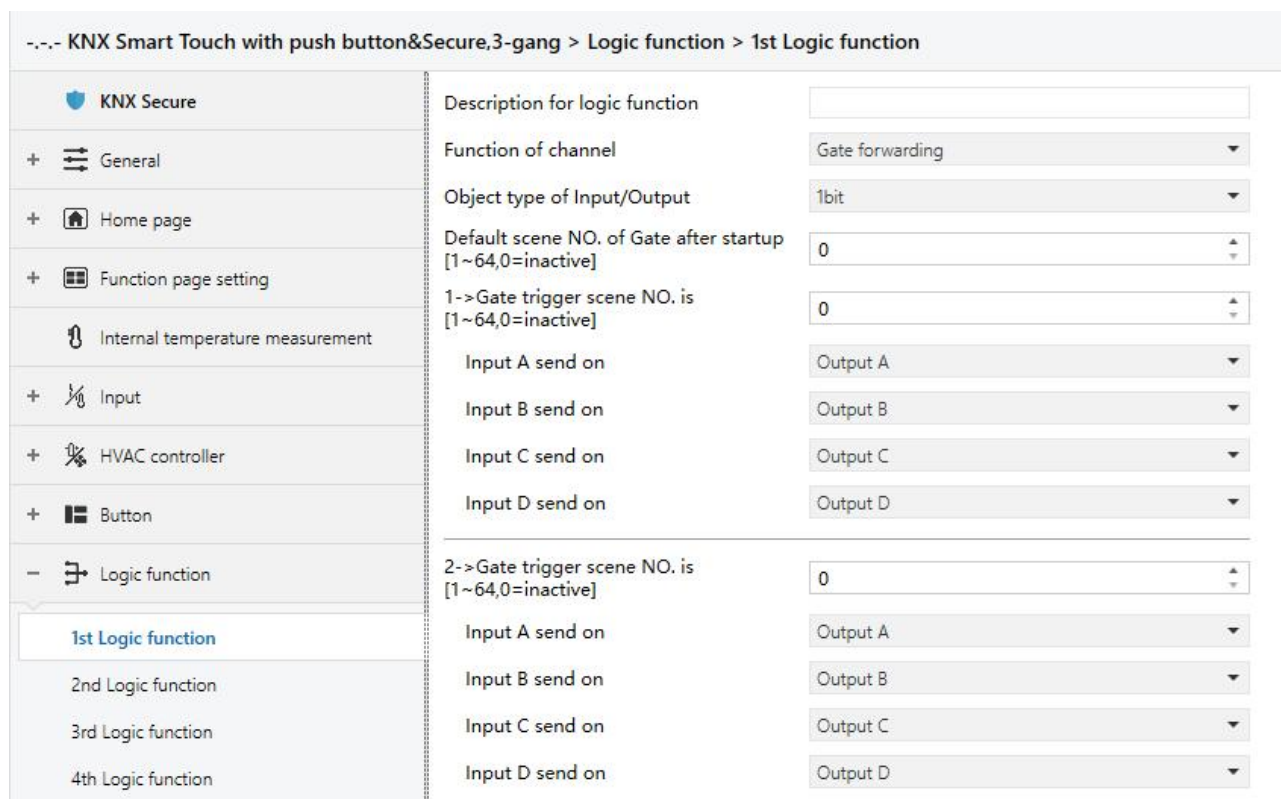 -.-.- KNX Smart Touch with push button&Secure,3-gang > Logic function > 1st Logic function
KNX Secure
+ General
+ Home page
+ Function page setting
Internal temperature measurement
+ Input
+ HVAC controller
+ Button
− Logic function
1st Logic function
2nd Logic function
3rd Logic function
4th Logic function
Description for logic function
Function of channel Gate forwarding
Object type of Input/Output 1bit
Default scene NO. of Gate after startup
[1~64,0=inactive] 0
1->Gate trigger scene NO. is
[1~64,0=inactive] 0
Input A send on Output A
Input B send on Output B
Input C send on Output C
Input D send on Output D
2->Gate trigger scene NO. is
[1~64,0=inactive] 0
Input A send on Output A
Input B send on Output B
Input C send on Output C
Input D send on Output D